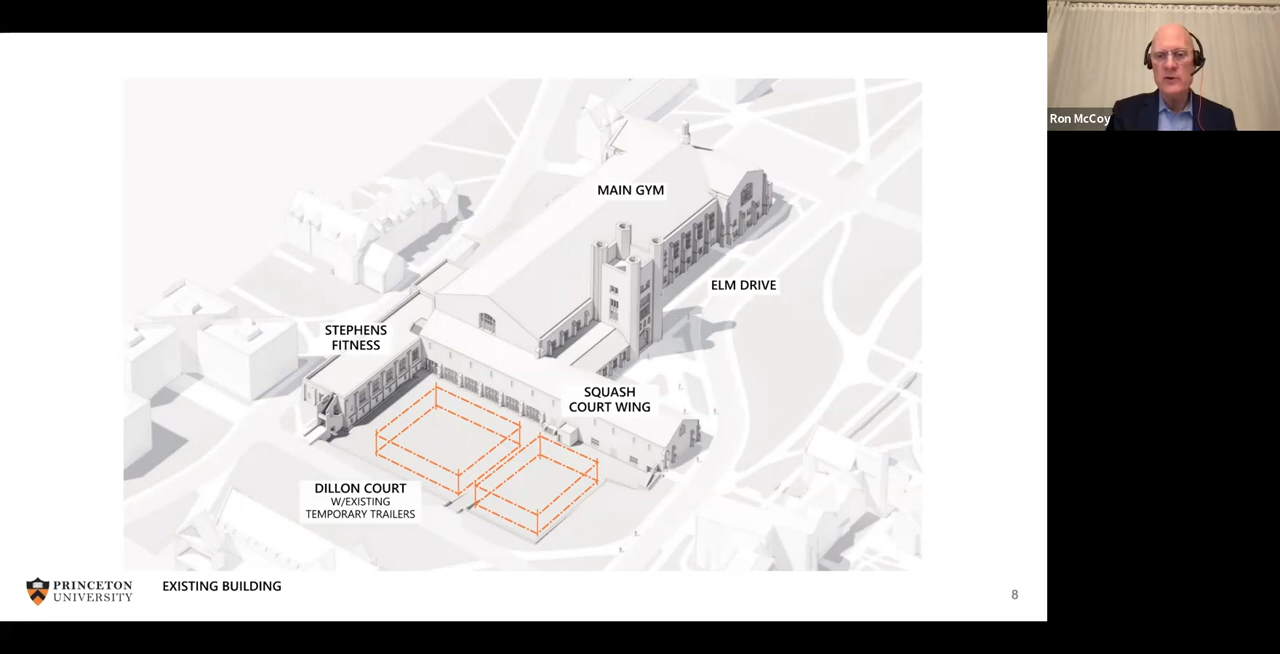 Ron McCoy
MAIN GYM
ELM DRIVE
STEPHENS
FITNESS
SQUASH
COURT WING
DILLON COURT
W/EXISTING
TEMPORARY TRAILERS
PRINCETON
UNIVERSITY
EXISTING BUILDING
8